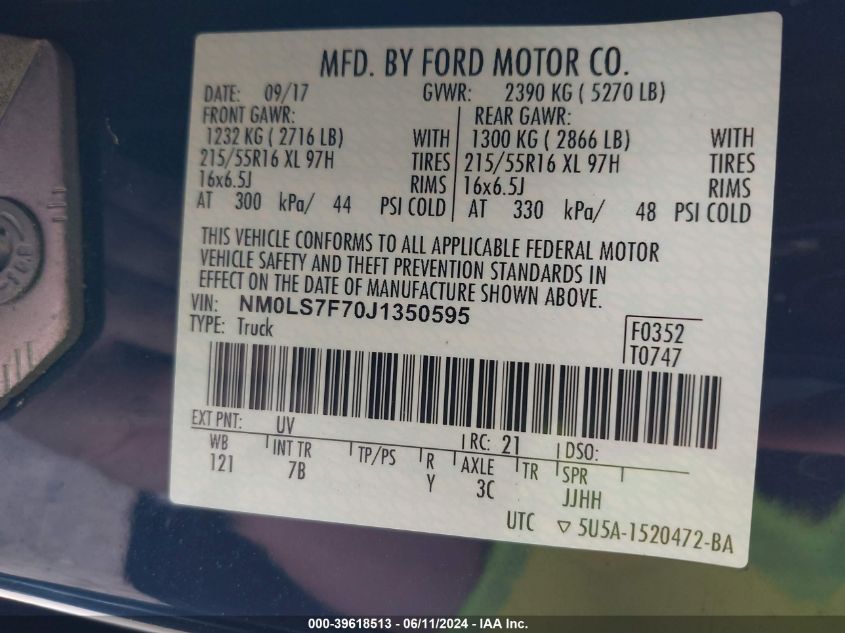 MFD. BY FORD MOTOR CO.
DATE: 09/17 GVWR: 2390 KG ( 5270 LB)
FRONT GAWR: REAR GAWR:
1232 KG ( 2716 LB) WITH 1300 KG ( 2866 LB) WITH
215/55R16 XL 97H TIRES 215/55R16 XL 97H TIRES
16x6.5J RIMS 16x6.5J RIMS
AT 300 kPa/ 44 PSI COLD AT 330 kPa/ 48 PSI COLD
THIS VEHICLE CONFORMS TO ALL APPLICABLE FEDERAL MOTOR
VEHICLE SAFETY AND THEFT PREVENTION STANDARDS IN
EFFECT ON THE DATE OF MANUFACTURE SHOWN ABOVE.
VIN: NM0LS7F70J1350595
TYPE: Truck
F0352
T0747
EXT PNT: UV RC: 21 DSO:
WB INT TR TP/PS R AXLE TR SPR
121 7B Y 3C JJHH
UTC ▽ 5U5A-1520472-BA
000-39618513 - 06/11/2024 - IAA Inc.